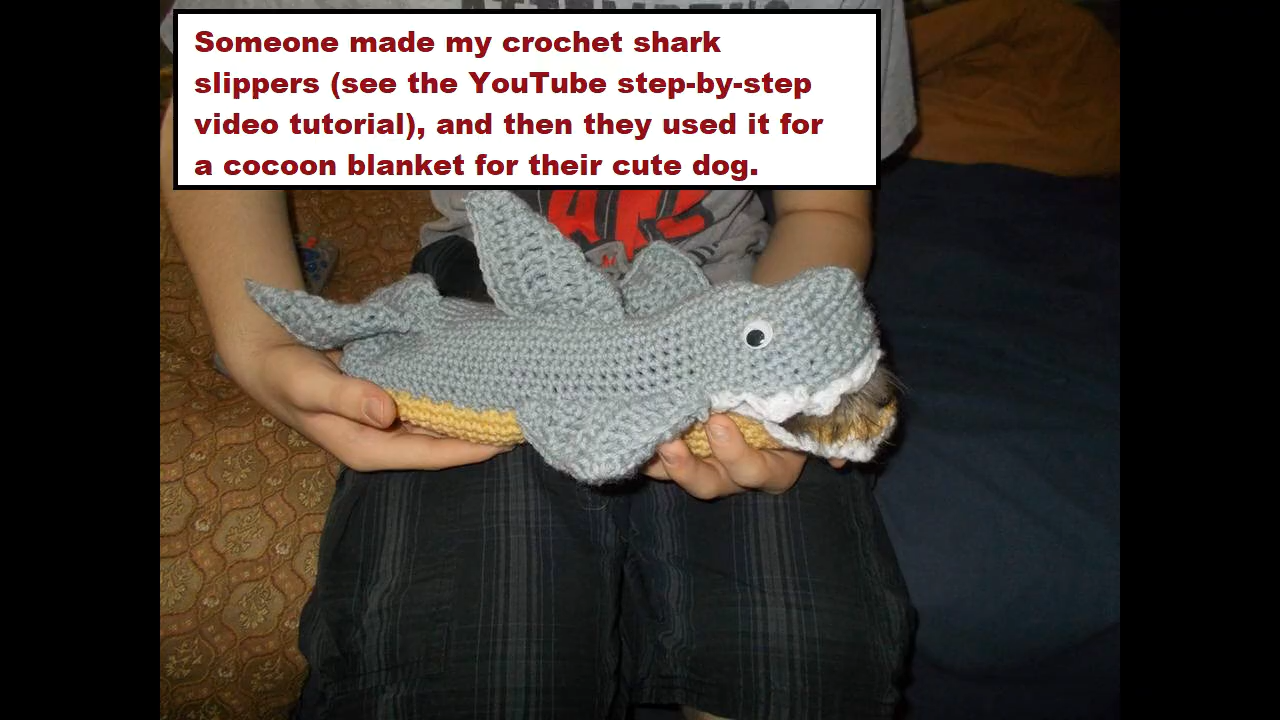 Someone made my crochet shark
slippers (see the YouTube step-by-step
video tutorial), and then they used it for
a cocoon blanket for their cute dog.